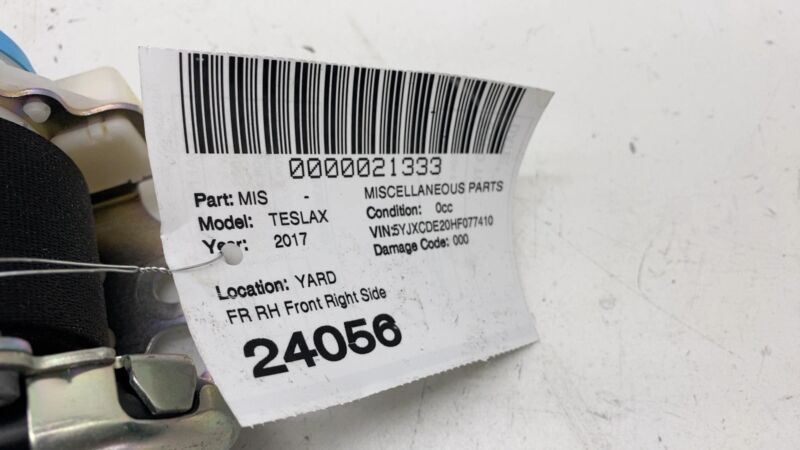 0000021333
Part: MIS - MISCELLANEOUS PARTS
Model: TESLAX Condition: 0cc
Year: 2017 VIN:5YJXCDE20HF077410
Damage Code: 000
Location: YARD
FR RH Front Right Side
24056